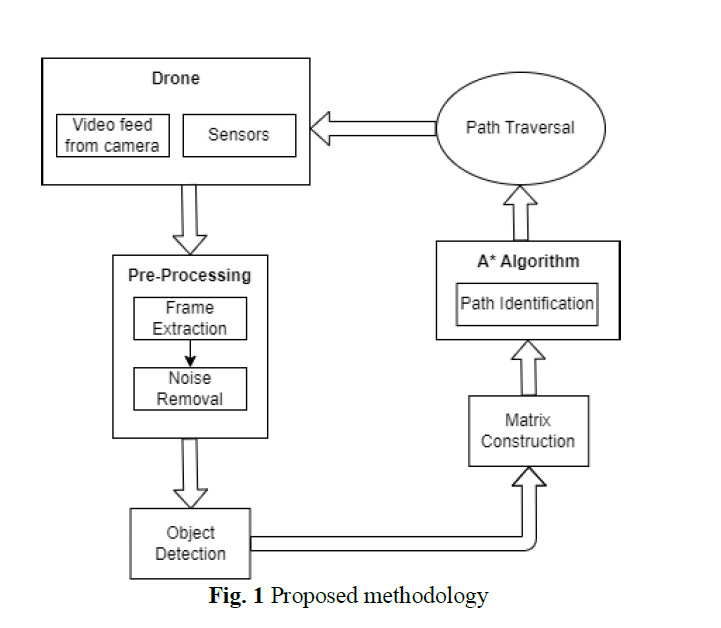 Drone
Video feed
from camera
Sensors
Path Traversal
Pre-Processing
Frame
Extraction
Noise
Removal
A* Algorithm
Path Identification
Matrix
Construction
Object
Detection
Fig. 1 Proposed methodology